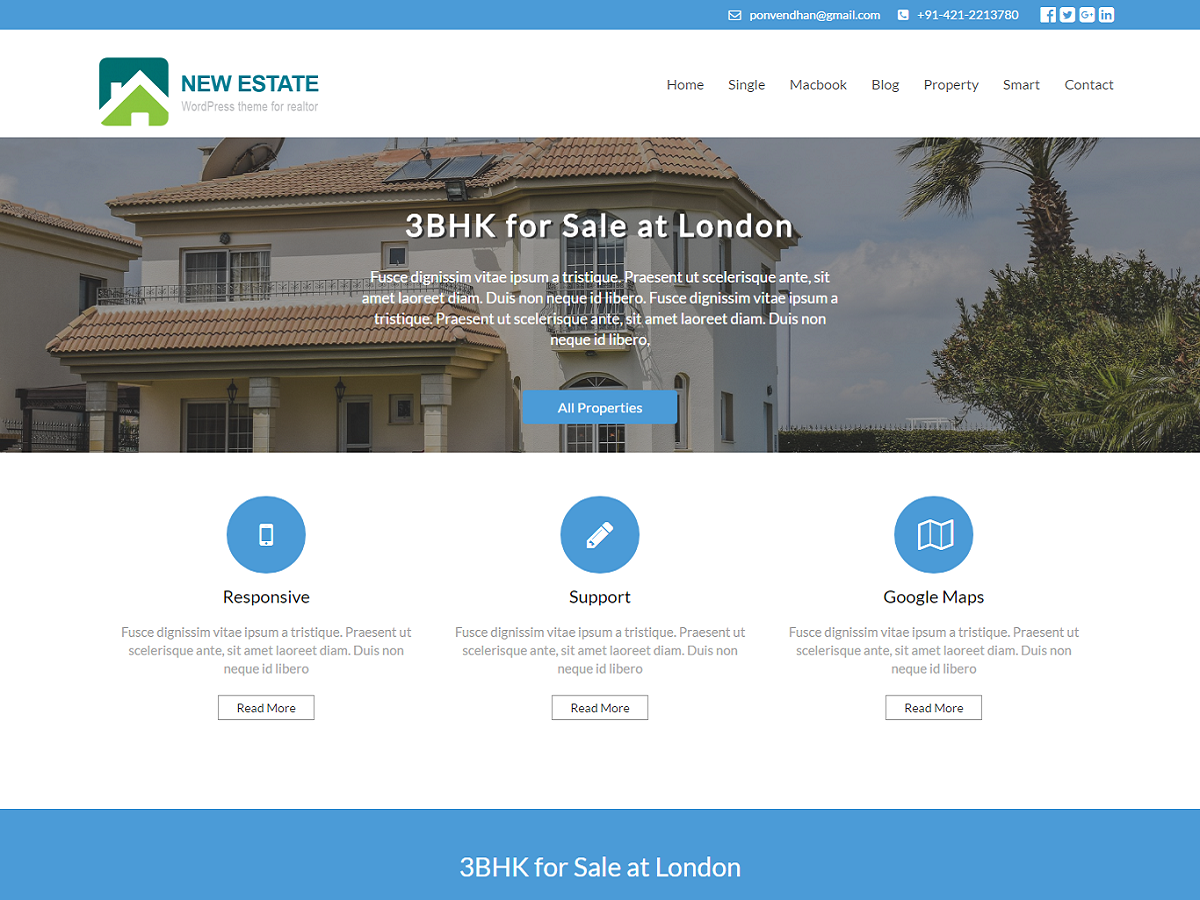 ponvendhan@gmail.com +91-421-2213780
NEW ESTATE
WordPress theme for realtor
Home Single Macbook Blog Property Smart Contact
3BHK for Sale at London
Fusce dignissim vitae ipsum a tristique. Praesent ut scelerisque ante, sit
amet laoreet diam. Duis non neque id libero. Fusce dignissim vitae ipsum a
tristique. Praesent ut scelerisque ante, sit amet laoreet diam. Duis non
neque id libero,
All Properties
Responsive
Fusce dignissim vitae ipsum a tristique. Praesent ut
scelerisque ante, sit amet laoreet diam. Duis non
neque id libero
Read More
Support
Fusce dignissim vitae ipsum a tristique. Praesent ut
scelerisque ante, sit amet laoreet diam. Duis non
neque id libero
Read More
Google Maps
Fusce dignissim vitae ipsum a tristique. Praesent ut
scelerisque ante, sit amet laoreet diam. Duis non
neque id libero
Read More
3BHK for Sale at London